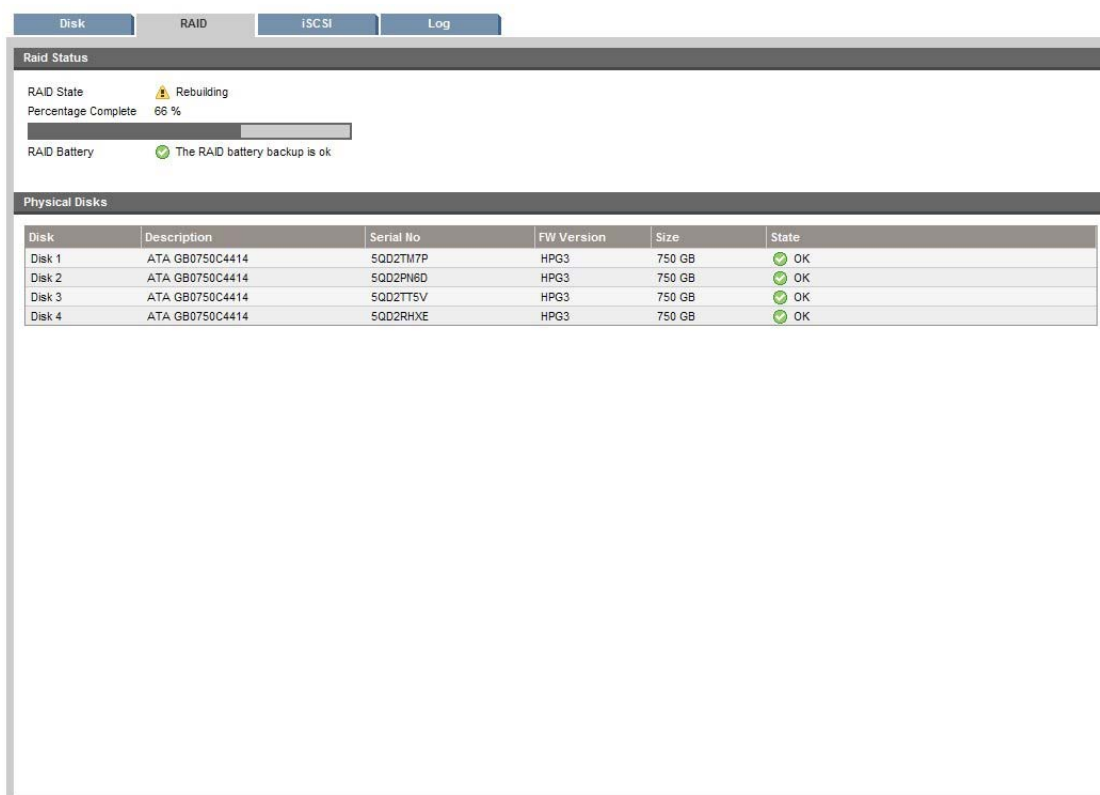 Disk RAID iSCSI Log
Raid Status
RAID State Rebuilding
Percentage Complete 66 %
RAID Battery The RAID battery backup is ok
Physical Disks
Disk Description Serial No FW Version Size State
Disk 1 ATA GB0750C4414 5QD2TM7P HPG3 750 GB OK
Disk 2 ATA GB0750C4414 5QD2PN6D HPG3 750 GB OK
Disk 3 ATA GB0750C4414 5QD2TT5V HPG3 750 GB OK
Disk 4 ATA GB0750C4414 5QD2RHXE HPG3 750 GB OK